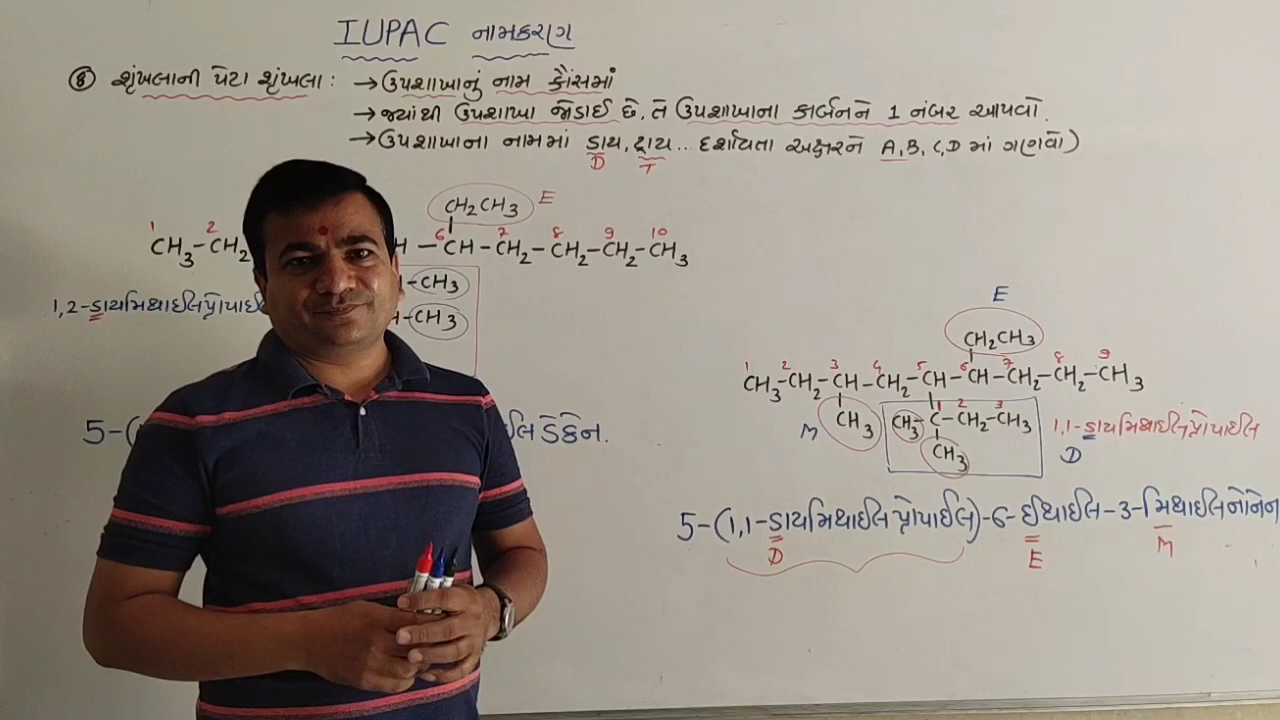 IUPAC નામકરણ
⑧ શૃંખલાની પેટા શૃંખલા : → ઉપશાખાનું નામ કૌંસમાં
→ જ્યાંથી ઉપશાખા જોડાઈ છે, તે ઉપશાખાના કાર્બનને 1 નંબર આપવો.
→ ઉપશાખાના નામમાં ડાય, ટ્રાય... દર્શાવતા અક્ષરને A, B, C, D માં ગણવો)
D T
CH2CH3 E
1 2 6 7 8 9 10
CH3-CH2 H - CH - CH2 - CH2 - CH2 - CH3
-CH3
1,2-ડાયમિથાઈલપ્રોપાઈ
-CH3
5-( ઈલ ડેકેન.
E
CH2CH3
1 2 3 4 5 6 7 8 9
CH3-CH2-CH-CH2-CH-CH-CH2-CH2-CH3
1 2 3
M CH3 CH3-C-CH2-CH3 1,1-ડાયમિથાઈલપ્રોપાઈલ
CH3 D
5-(1,1-ડાયમિથાઈલપ્રોપાઈલ)-6-ઈથાઈલ-3-મિથાઈલનોનેન
D E M